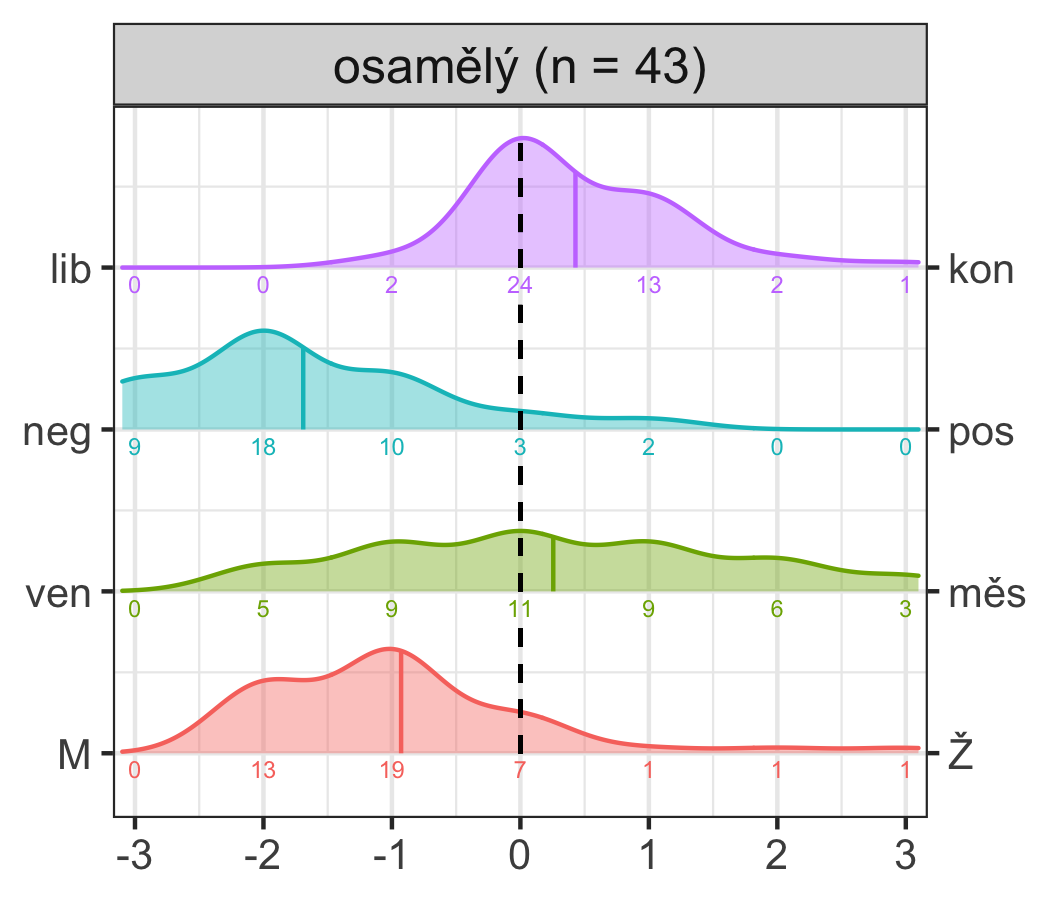 osamělý (n = 43)
lib kon
0 0 2 24 13 2 1
neg pos
9 18 10 3 2 0 0
ven měs
0 5 9 11 9 6 3
M Ž
0 13 19 7 1 1 1
-3 -2 -1 0 1 2 3